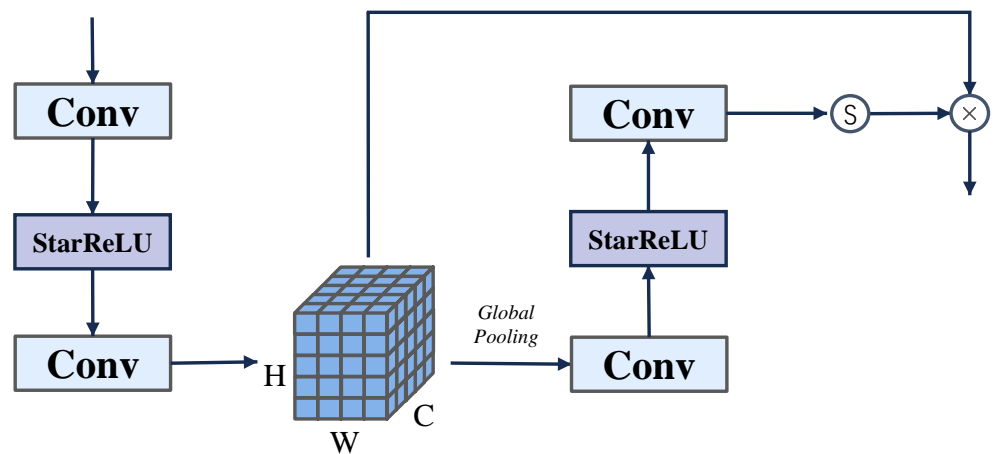 Conv
StarReLU
Conv
H
W
C
Global
Pooling
Conv
StarReLU
Conv
S
×